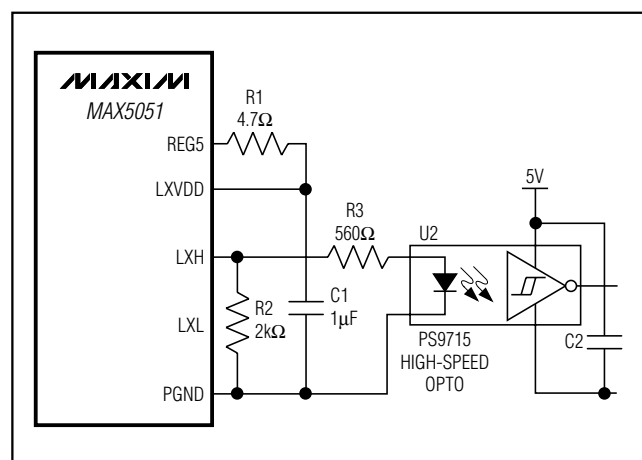 MAXIM
MAX5051
REG5
LXVDD
LXH
LXL
PGND
R1
4.7Ω
R3
560Ω
R2
2kΩ
C1
1μF
U2
5V
C2
PS9715
HIGH-SPEED
OPTO